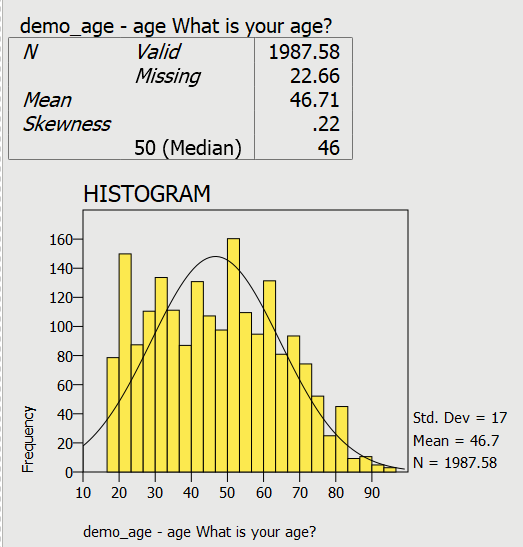 demo_age - age What is your age?
N Valid 1987.58
Missing 22.66
Mean 46.71
Skewness .22
50 (Median) 46
HISTOGRAM
160
140
120
100
80
60
40
20
0
Frequency
10 20 30 40 50 60 70 80 90
Std. Dev = 17
Mean = 46.7
N = 1987.58
demo_age - age What is your age?